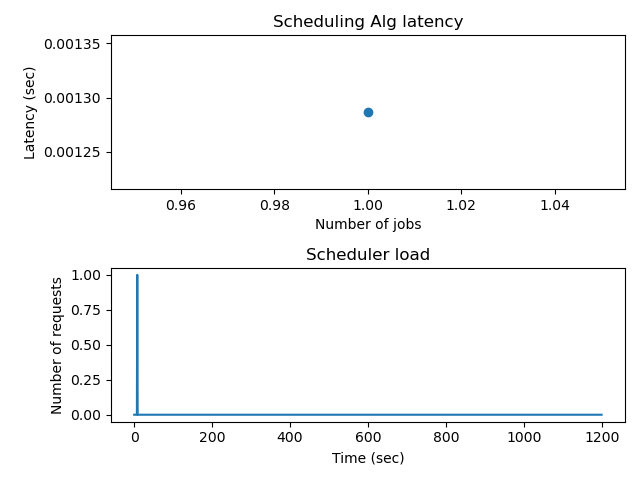 Scheduling Alg latency
0.00135
0.00130
0.00125
Latency (sec)
0.96 0.98 1.00 1.02 1.04
Number of jobs
Scheduler load
1.00
0.75
0.50
0.25
0.00
Number of requests
0 200 400 600 800 1000 1200
Time (sec)